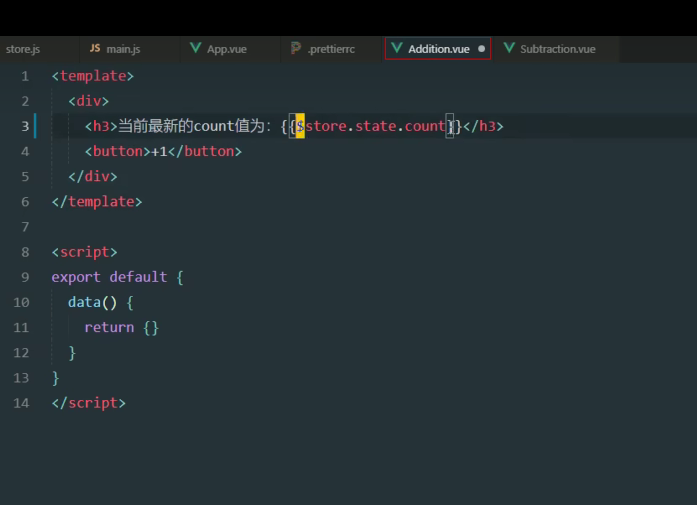 store.js JS main.js App.vue .prettierrc Addition.vue Subtraction.vue
1 <template>
2 <div>
3 <h3>当前最新的count值为：{{$store.state.count}}</h3>
4 <button>+1</button>
5 </div>
6 </template>
7
8 <script>
9 export default {
10 data() {
11 return {}
12 }
13 }
14 </script>